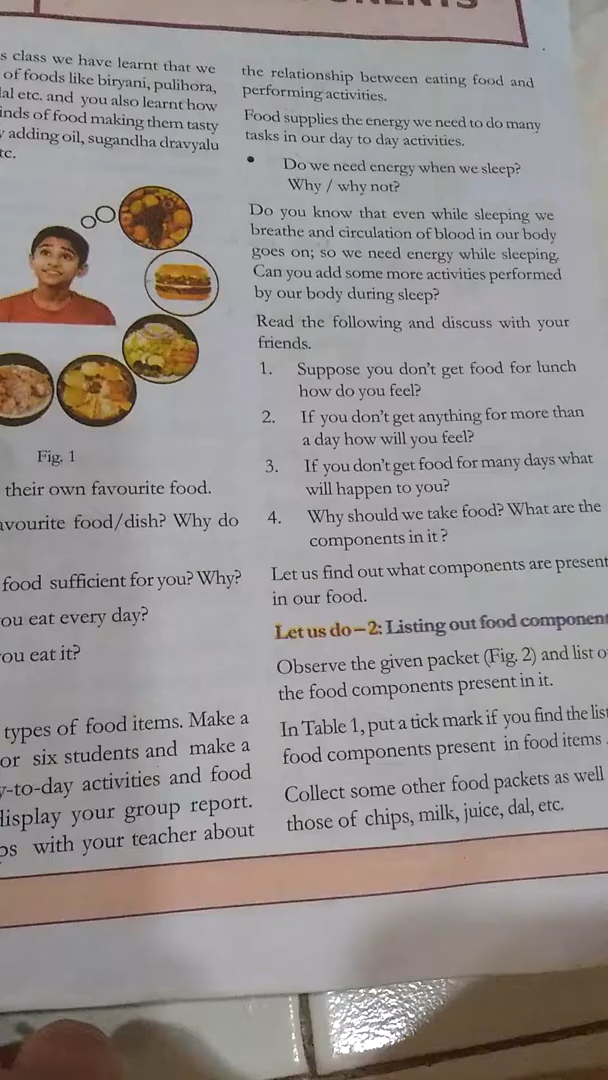 s class we have learnt that we
of foods like biryani, pulihora,
al etc. and you also learnt how
inds of food making them tasty
adding oil, sugandha dravyalu
tc.
Fig. 1
their own favourite food.
avourite food/dish? Why do
food sufficient for you? Why?
ou eat every day?
ou eat it?
types of food items. Make a
or six students and make a
y-to-day activities and food
display your group report.
ps with your teacher about
the relationship between eating food and
performing activities.
Food supplies the energy we need to do many
tasks in our day to day activities.
• Do we need energy when we sleep?
Why / why not?
Do you know that even while sleeping we
breathe and circulation of blood in our body
goes on; so we need energy while sleeping.
Can you add some more activities performed
by our body during sleep?
Read the following and discuss with your
friends.
1. Suppose you don't get food for lunch
how do you feel?
2. If you don't get anything for more than
a day how will you feel?
3. If you don't get food for many days what
will happen to you?
4. Why should we take food? What are the
components in it ?
Let us find out what components are present
in our food.
Let us do – 2: Listing out food component
Observe the given packet (Fig. 2) and list o
the food components present in it.
In Table 1, put a tick mark if you find the list
food components present in food items .
Collect some other food packets as well
those of chips, milk, juice, dal, etc.